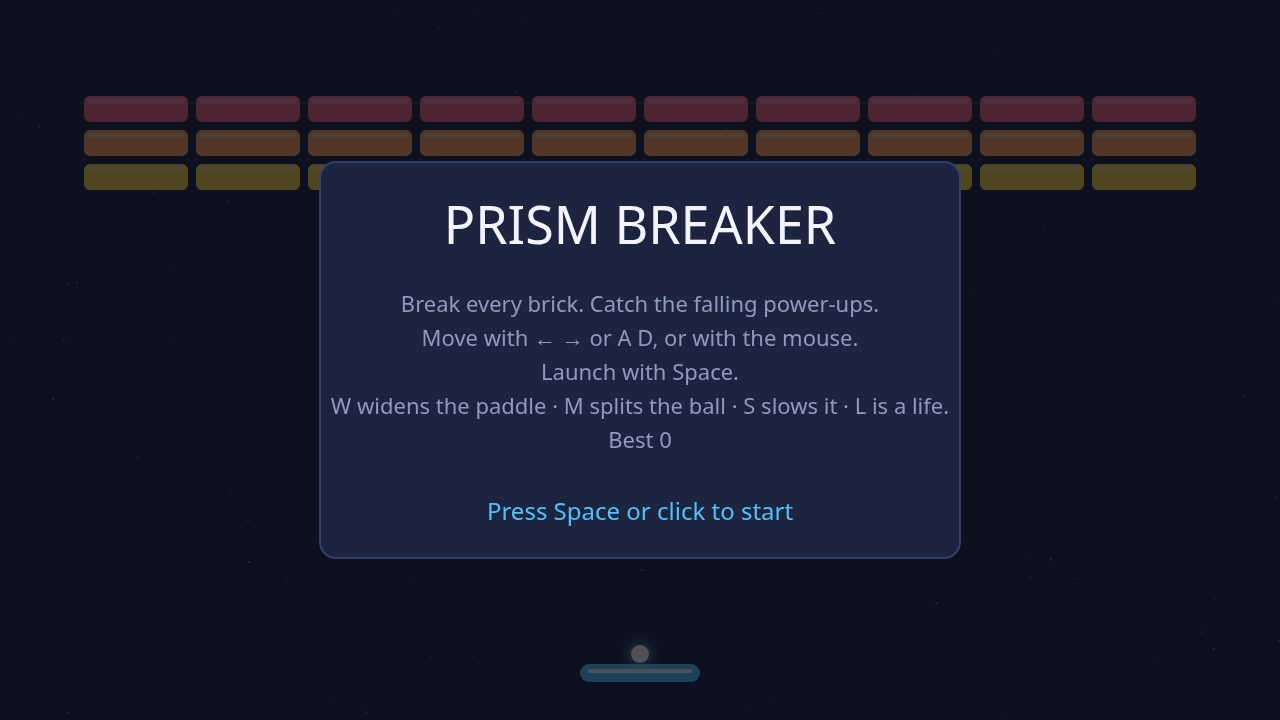 PRISM BREAKER
Break every brick. Catch the falling power-ups.
Move with ← → or A D, or with the mouse.
Launch with Space.
W widens the paddle · M splits the ball · S slows it · L is a life.
Best 0
Press Space or click to start